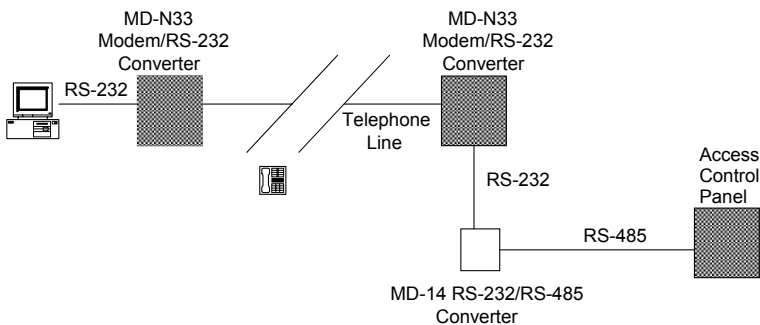 MD-N33
Modem/RS-232
Converter
MD-N33
Modem/RS-232
Converter
RS-232
Telephone
Line
RS-232
Access
Control
Panel
RS-485
MD-14 RS-232/RS-485
Converter